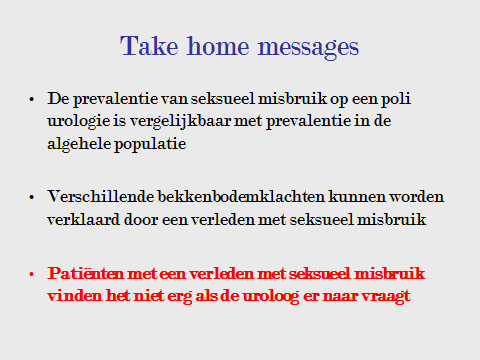 Take home messages
• De prevalentie van seksueel misbruik op een poli
urologie is vergelijkbaar met prevalentie in de
algehele populatie
• Verschillende bekkenbodemklachten kunnen worden
verklaard door een verleden met seksueel misbruik
• Patiënten met een verleden met seksueel misbruik
vinden het niet erg als de uroloog er naar vraagt